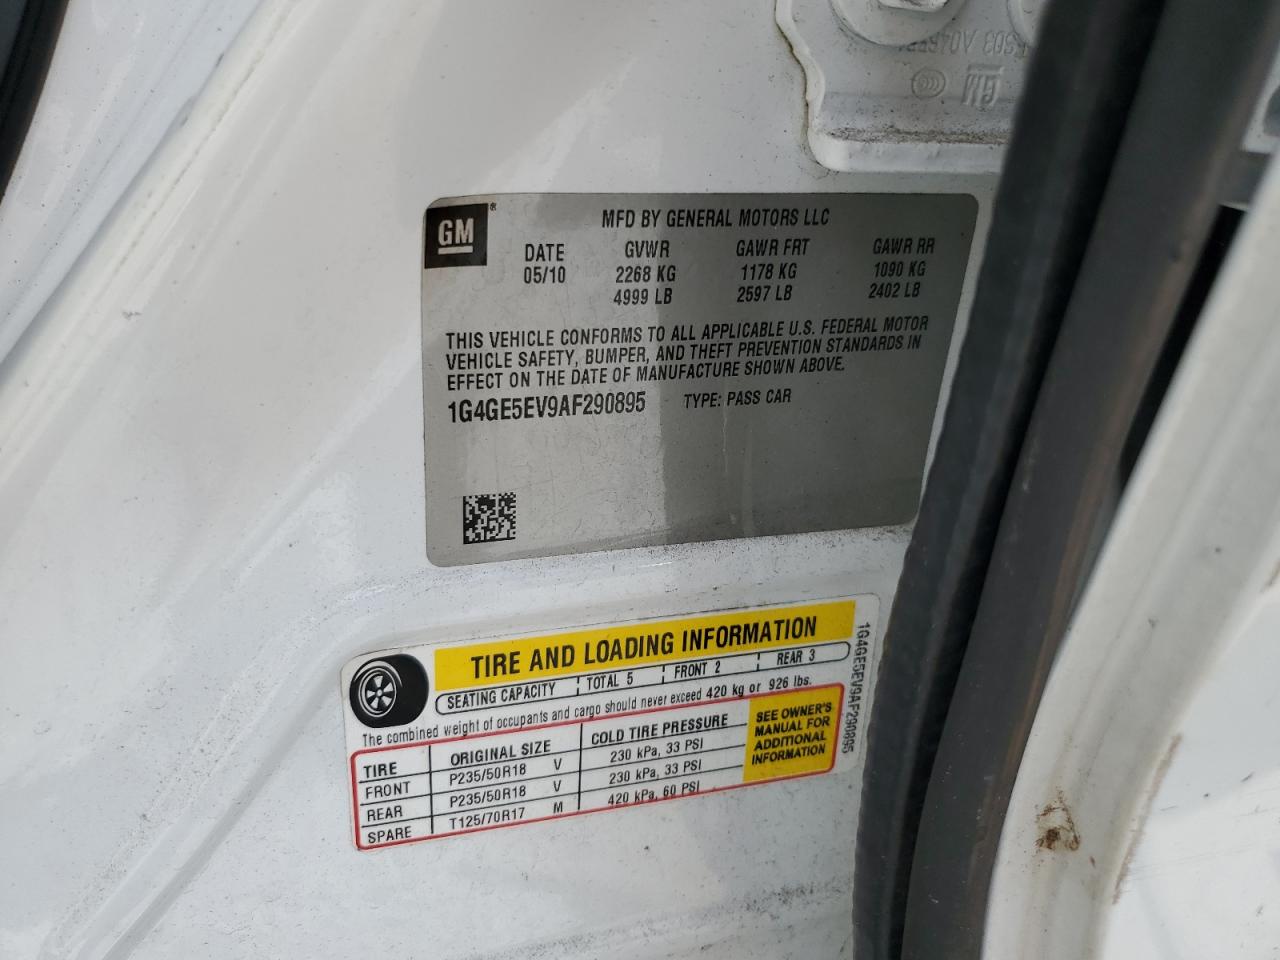 GM
GM ®
MFD BY GENERAL MOTORS LLC
DATE GVWR GAWR FRT GAWR RR
05/10 2268 KG 1178 KG 1090 KG
4999 LB 2597 LB 2402 LB
THIS VEHICLE CONFORMS TO ALL APPLICABLE U.S. FEDERAL MOTOR
VEHICLE SAFETY, BUMPER, AND THEFT PREVENTION STANDARDS IN
EFFECT ON THE DATE OF MANUFACTURE SHOWN ABOVE.
1G4GE5EV9AF290895 TYPE: PASS CAR
TIRE AND LOADING INFORMATION
SEATING CAPACITY TOTAL 5 FRONT 2 REAR 3
The combined weight of occupants and cargo should never exceed 420 kg or 926 lbs.
TIRE ORIGINAL SIZE COLD TIRE PRESSURE
FRONT P235/50R18 V 230 kPa, 33 PSI
REAR P235/50R18 V 230 kPa, 33 PSI
SPARE T125/70R17 M 420 kPa, 60 PSI
SEE OWNER'S
MANUAL FOR
ADDITIONAL
INFORMATION
1G4GE5EV9AF290895